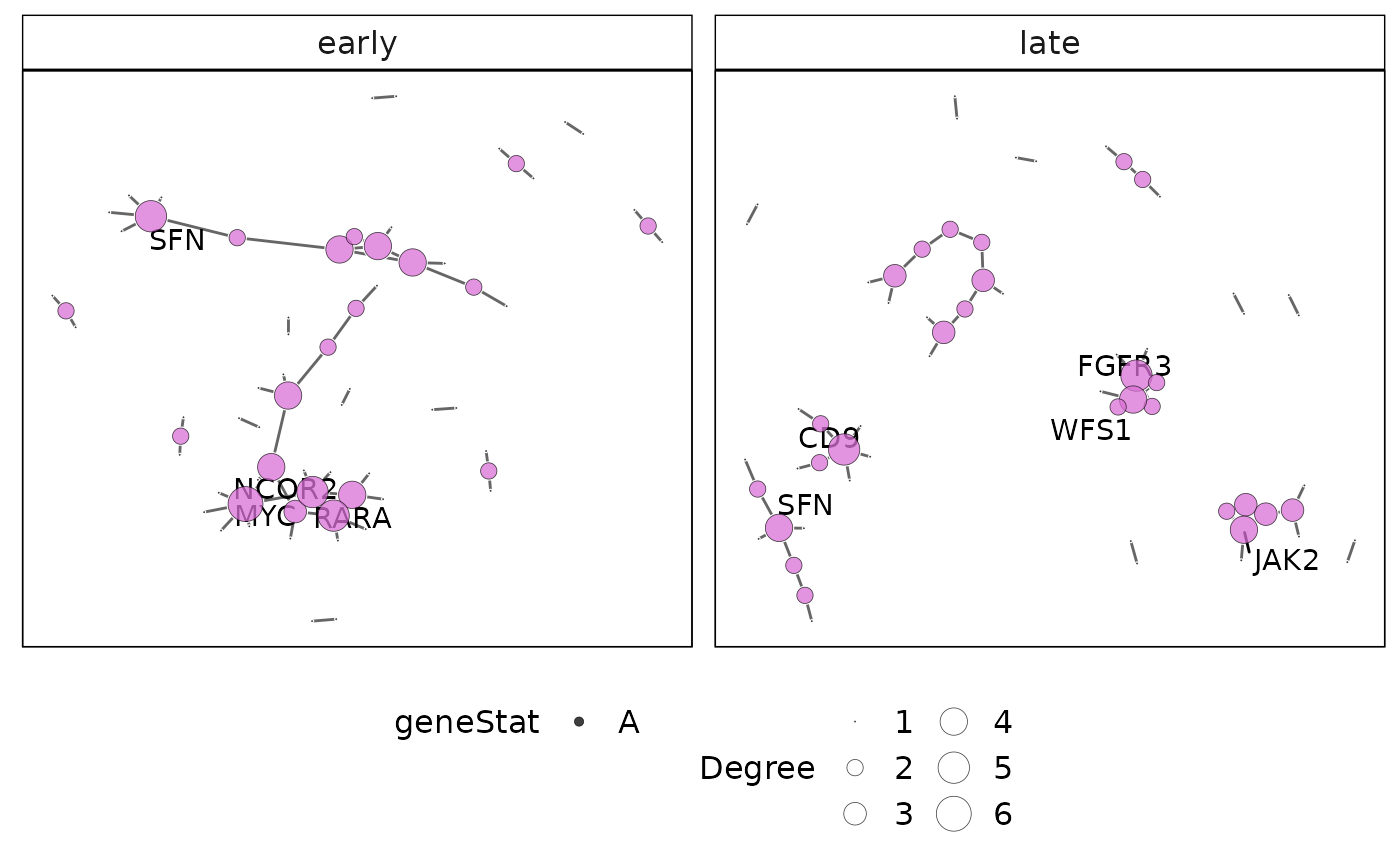 early
late
SFN
NCOR2
MYC
RARA
FGFR3
WFS1
CD9
SFN
JAK2
geneStat
A
Degree
1
4
2
5
3
6